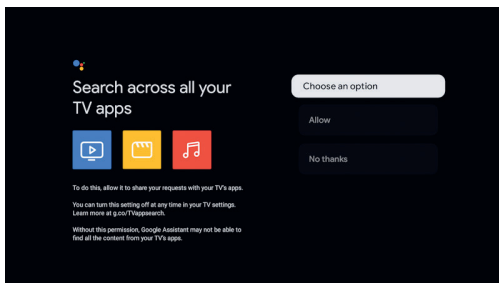 Search across all your
TV apps
To do this, allow it to share your requests with your TV's apps.
You can turn this setting off at any time in your TV settings.
Learn more at g.co/TVappsearch.
Without this permission, Google Assistant may not be able to
find all the content from your TV's apps.
Choose an option
Allow
No thanks